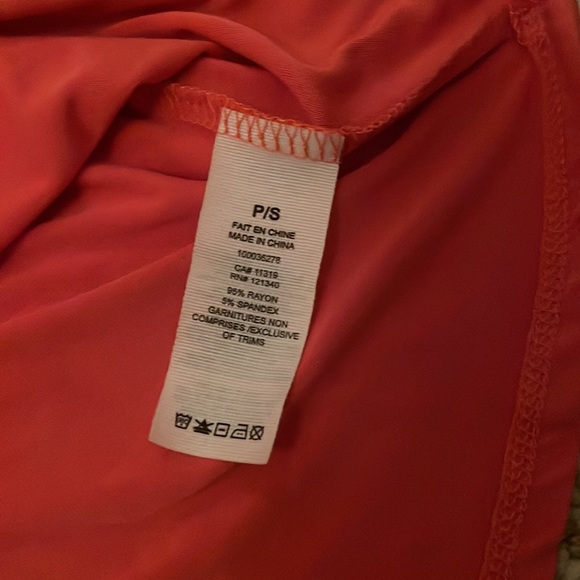 P/S
FAIT EN CHINE
MADE IN CHINA
100036278
CA# 11319
RN# 121340
95% RAYON
5% SPANDEX
GARNITURES NON
COMPRISES /EXCLUSIVE
OF TRIMS